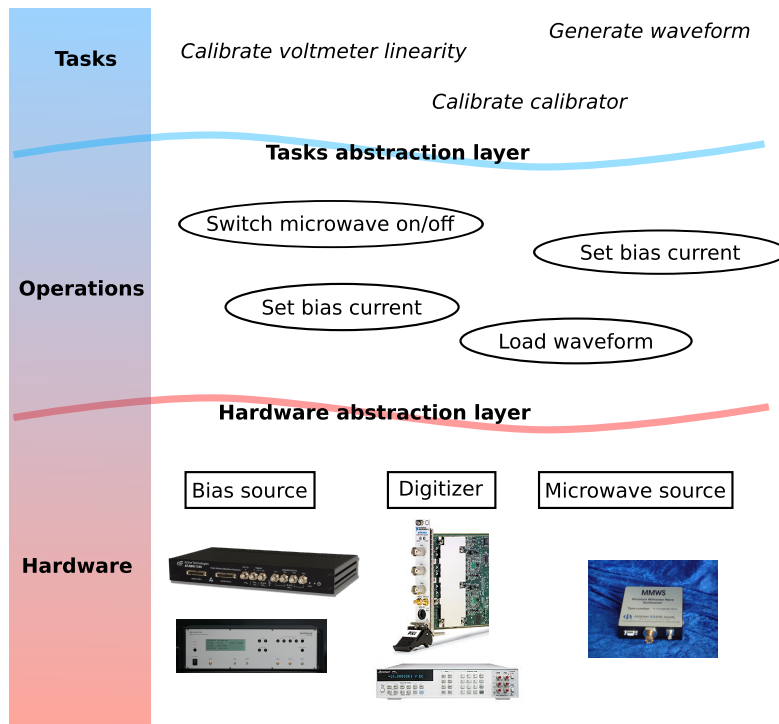 Generate waveform
Tasks
Calibrate voltmeter linearity
Calibrate calibrator
Tasks abstraction layer
Switch microwave on/off
Set bias current
Operations
Set bias current
Load waveform
Hardware abstraction layer
Bias source
Digitizer
Microwave source
Hardware
MMWS